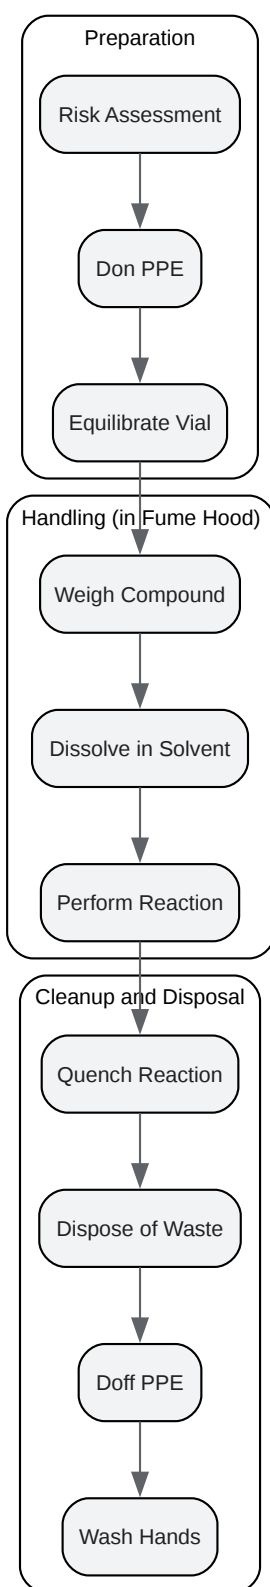 Preparation
Risk Assessment
Don PPE
Equilibrate Vial
Handling (in Fume Hood)
Weigh Compound
Dissolve in Solvent
Perform Reaction
Cleanup and Disposal
Quench Reaction
Dispose of Waste
Doff PPE
Wash Hands